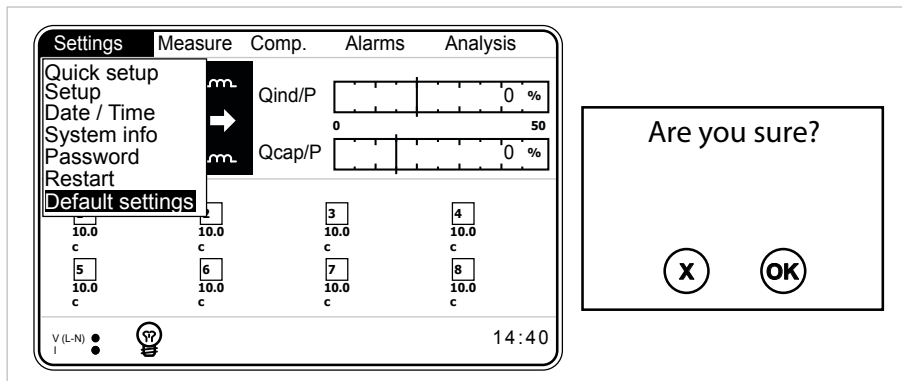 Settings Measure Comp. Alarms Analysis
Quick setup
Setup
Date / Time
System info
Password
Restart
Default settings
Qind/P 0 %
0 50
Qcap/P 0 %
3 4
10.0 10.0 10.0 10.0
c c c c
5 6 7 8
10.0 10.0 10.0 10.0
c c c c
V (L-N)
I
14:40
Are you sure?
X OK